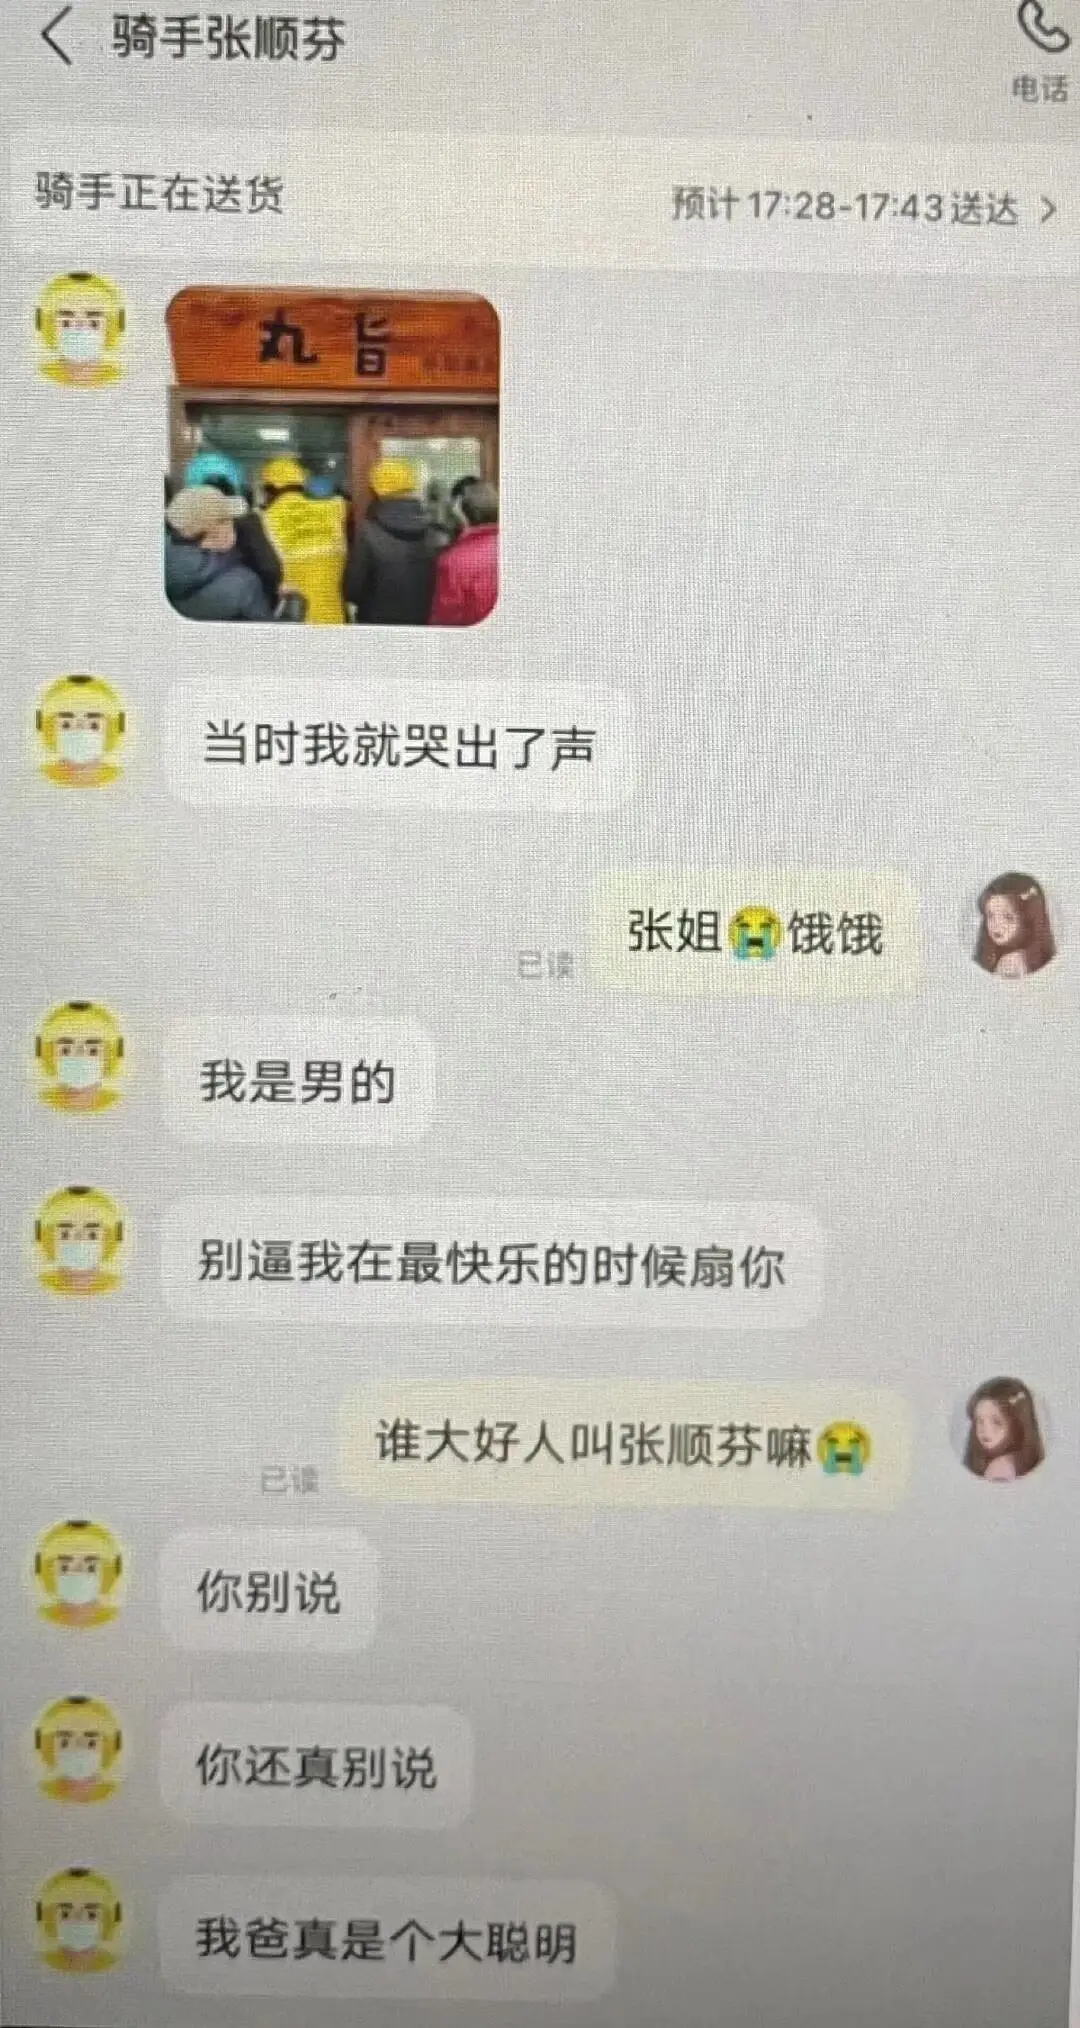 骑手张顺芬
电话
骑手正在送货
预计17:28-17:43送达
丸旨
当时我就哭出了声
张姐😭饿饿
已读
我是男的
别逼我在最快乐的时候扇你
谁大好人叫张顺芬嘛😭
已读
你别说
你还真别说
我爸真是个大聪明